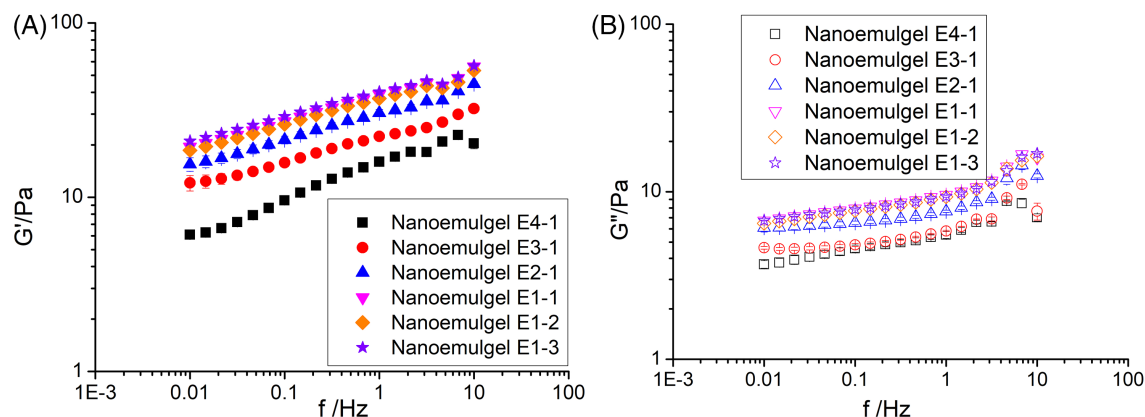 (A)
100
10
1
G'/Pa
1E-3 0.01 0.1 1 10 100
f /Hz
Nanoemulgel E4-1
Nanoemulgel E3-1
Nanoemulgel E2-1
Nanoemulgel E1-1
Nanoemulgel E1-2
Nanoemulgel E1-3
(B)
100
10
1
G''/Pa
1E-3 0.01 0.1 1 10 100
f /Hz
Nanoemulgel E4-1
Nanoemulgel E3-1
Nanoemulgel E2-1
Nanoemulgel E1-1
Nanoemulgel E1-2
Nanoemulgel E1-3